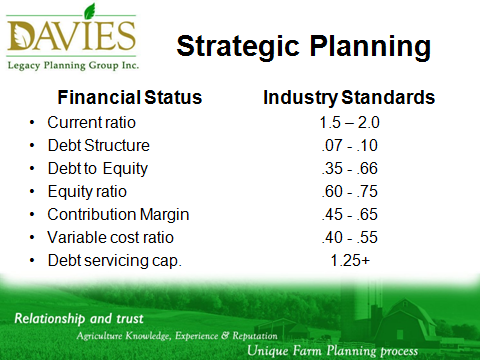 DAVIES
Legacy Planning Group Inc.
Strategic Planning
Financial Status Industry Standards
• Current ratio 1.5 – 2.0
• Debt Structure .07 - .10
• Debt to Equity .35 - .66
• Equity ratio .60 - .75
• Contribution Margin .45 - .65
• Variable cost ratio .40 - .55
• Debt servicing cap. 1.25+
Relationship and trust
Agriculture Knowledge, Experience & Reputation
Unique Farm Planning process